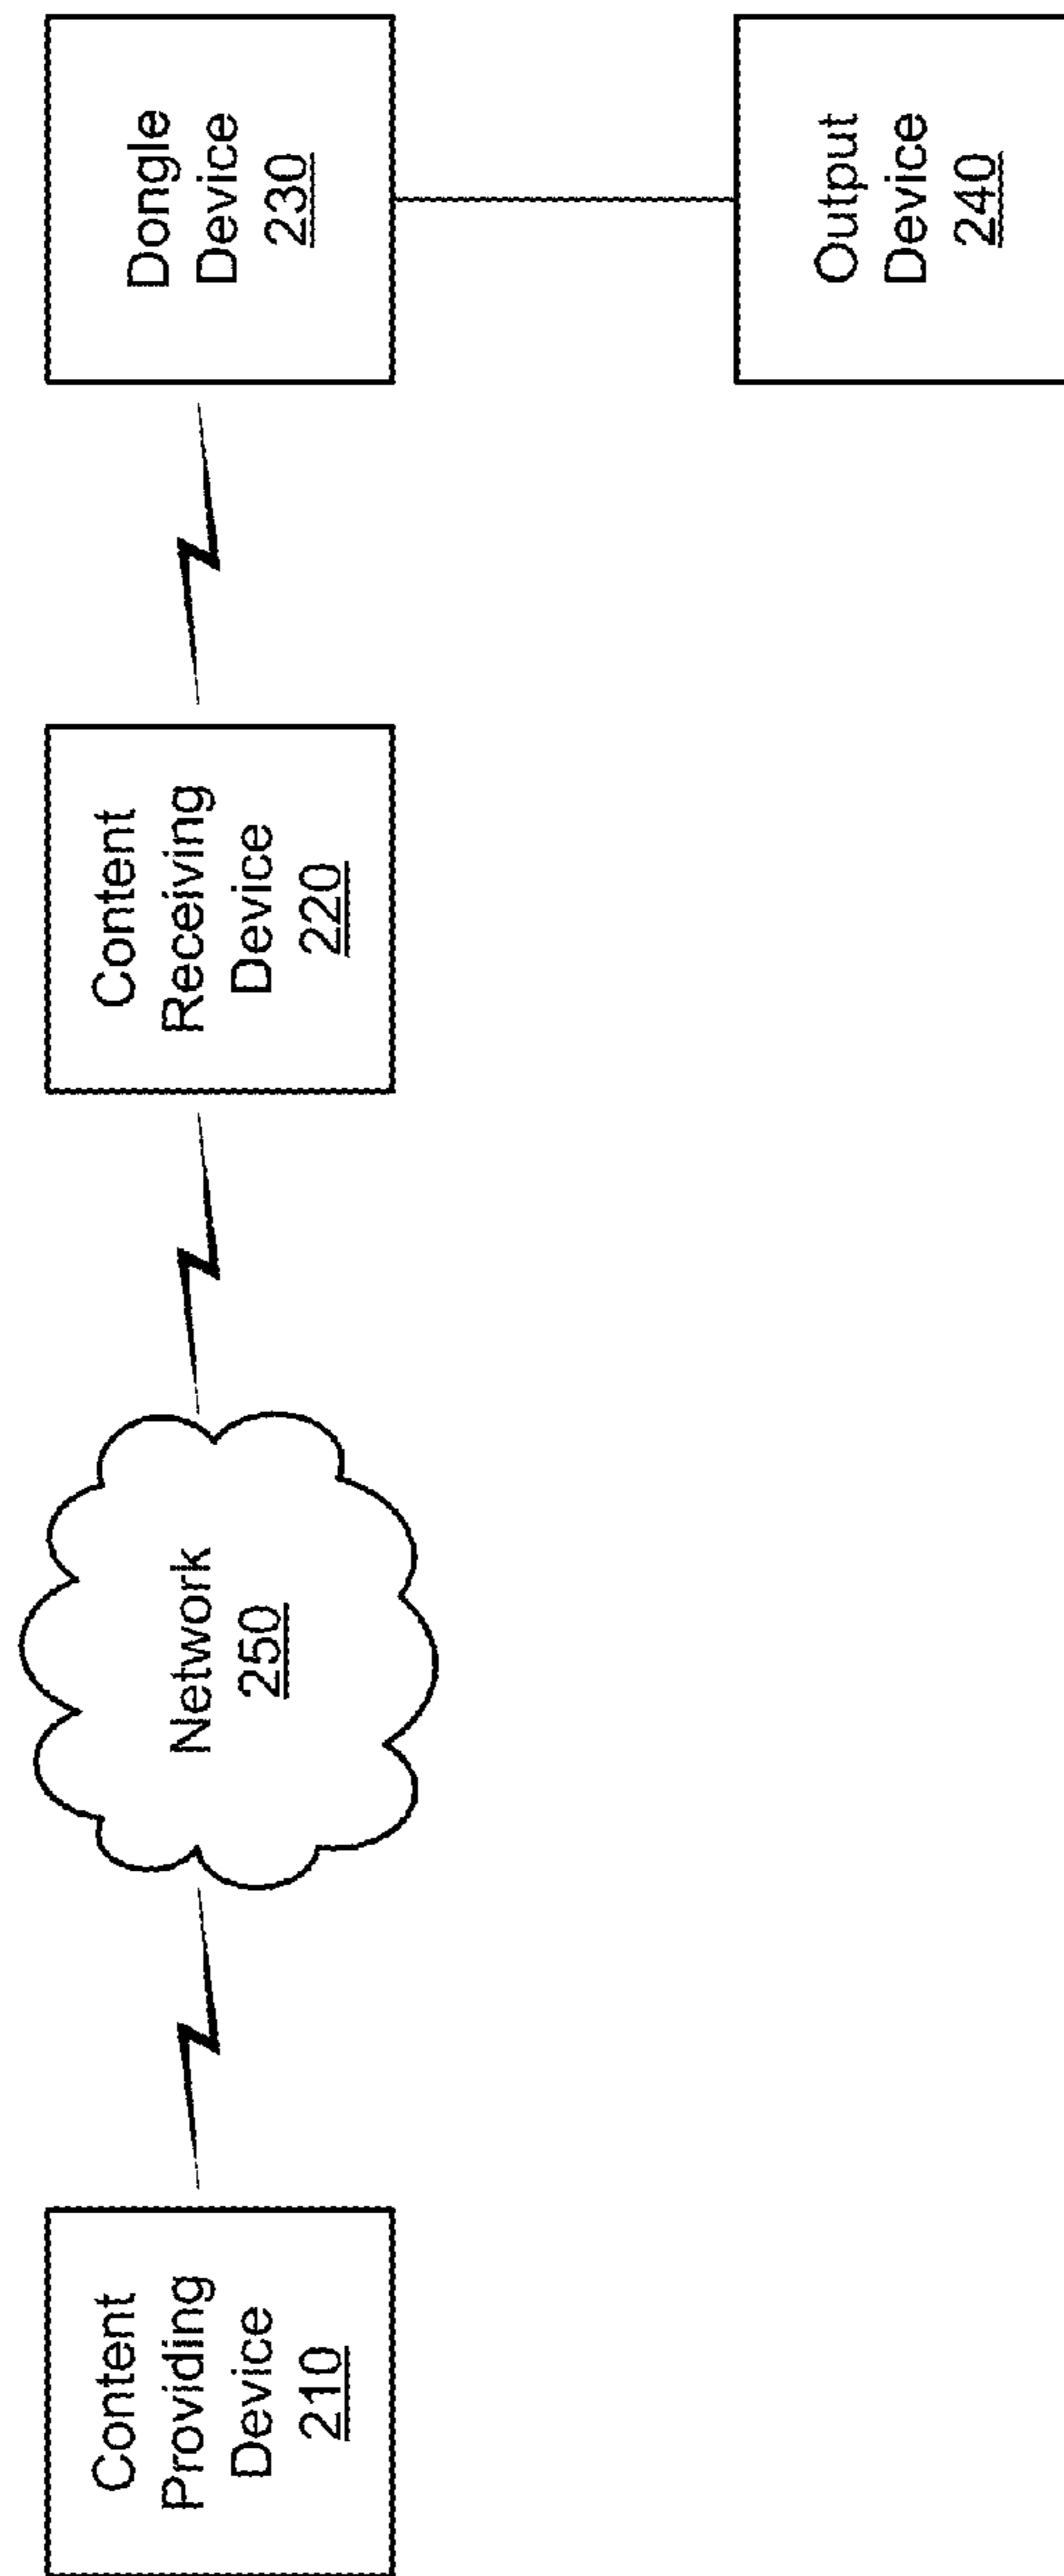 Content
Providing
Device
210
Network
250
Content
Receiving
Device
220
Dongle
Device
230
Output
Device
240